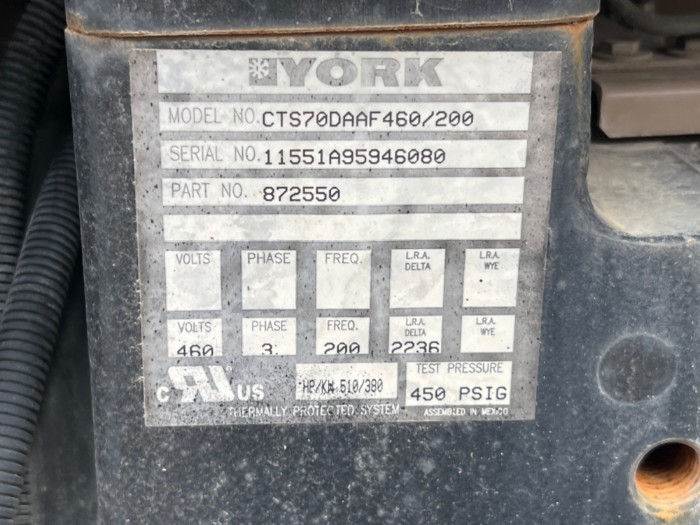 YORK
MODEL NO. CTS70DAAF460/200
SERIAL NO. 11551A95946080
PART NO. 872550
VOLTS PHASE FREQ. L.R.A. DELTA L.R.A. WYE
VOLTS PHASE FREQ. L.R.A. DELTA L.R.A. WYE
460 3 200 2236
TEST PRESSURE
C US HP/KW 510/380 450 PSIG
THERMALLY PROTECTED SYSTEM ASSEMBLED IN MEXICO